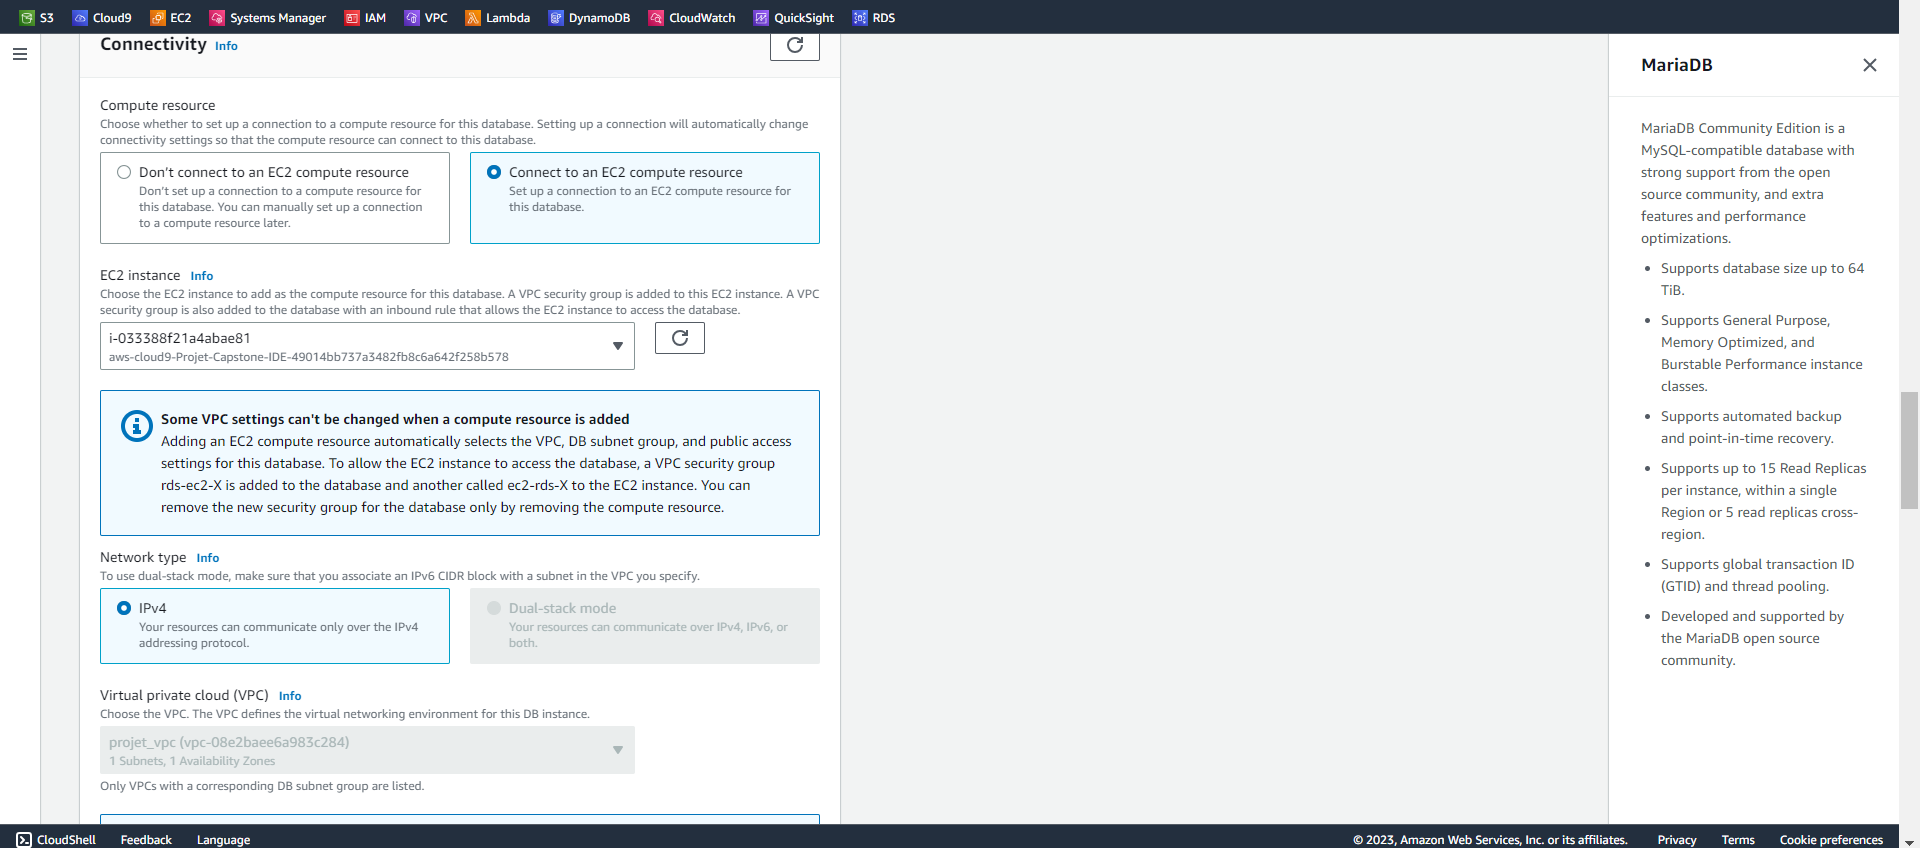 S3 Cloud9 EC2 Systems Manager IAM VPC Lambda DynamoDB CloudWatch QuickSight RDS
Connectivity Info
Compute resource
Choose whether to set up a connection to a compute resource for this database. Setting up a connection will automatically change
connectivity settings so that the compute resource can connect to this database.
Don't connect to an EC2 compute resource
Don't set up a connection to a compute resource for
this database. You can manually set up a connection
to a compute resource later.
Connect to an EC2 compute resource
Set up a connection to an EC2 compute resource for
this database.
EC2 instance Info
Choose the EC2 instance to add as the compute resource for this database. A VPC security group is added to this EC2 instance. A VPC
security group is also added to the database with an inbound rule that allows the EC2 instance to access the database.
i-033388f21a4abae81
aws-cloud9-Projet-Capstone-IDE-49014bb737a3482fb8c6a642f258b578
Some VPC settings can't be changed when a compute resource is added
Adding an EC2 compute resource automatically selects the VPC, DB subnet group, and public access
settings for this database. To allow the EC2 instance to access the database, a VPC security group
rds-ec2-X is added to the database and another called ec2-rds-X to the EC2 instance. You can
remove the new security group for the database only by removing the compute resource.
Network type Info
To use dual-stack mode, make sure that you associate an IPv6 CIDR block with a subnet in the VPC you specify.
IPv4
Your resources can communicate only over the IPv4
addressing protocol.
Dual-stack mode
Your resources can communicate over IPv4, IPv6, or
both.
Virtual private cloud (VPC) Info
Choose the VPC. The VPC defines the virtual networking environment for this DB instance.
projet_vpc (vpc-08e2baee6a983c284)
1 Subnets, 1 Availability Zones
Only VPCs with a corresponding DB subnet group are listed.
MariaDB
MariaDB Community Edition is a
MySQL-compatible database with
strong support from the open
source community, and extra
features and performance
optimizations.
• Supports database size up to 64
TiB.
• Supports General Purpose,
Memory Optimized, and
Burstable Performance instance
classes.
• Supports automated backup
and point-in-time recovery.
• Supports up to 15 Read Replicas
per instance, within a single
Region or 5 read replicas cross-
region.
• Supports global transaction ID
(GTID) and thread pooling.
• Developed and supported by
the MariaDB open source
community.
CloudShell Feedback Language © 2023, Amazon Web Services, Inc. or its affiliates. Privacy Terms Cookie preferences